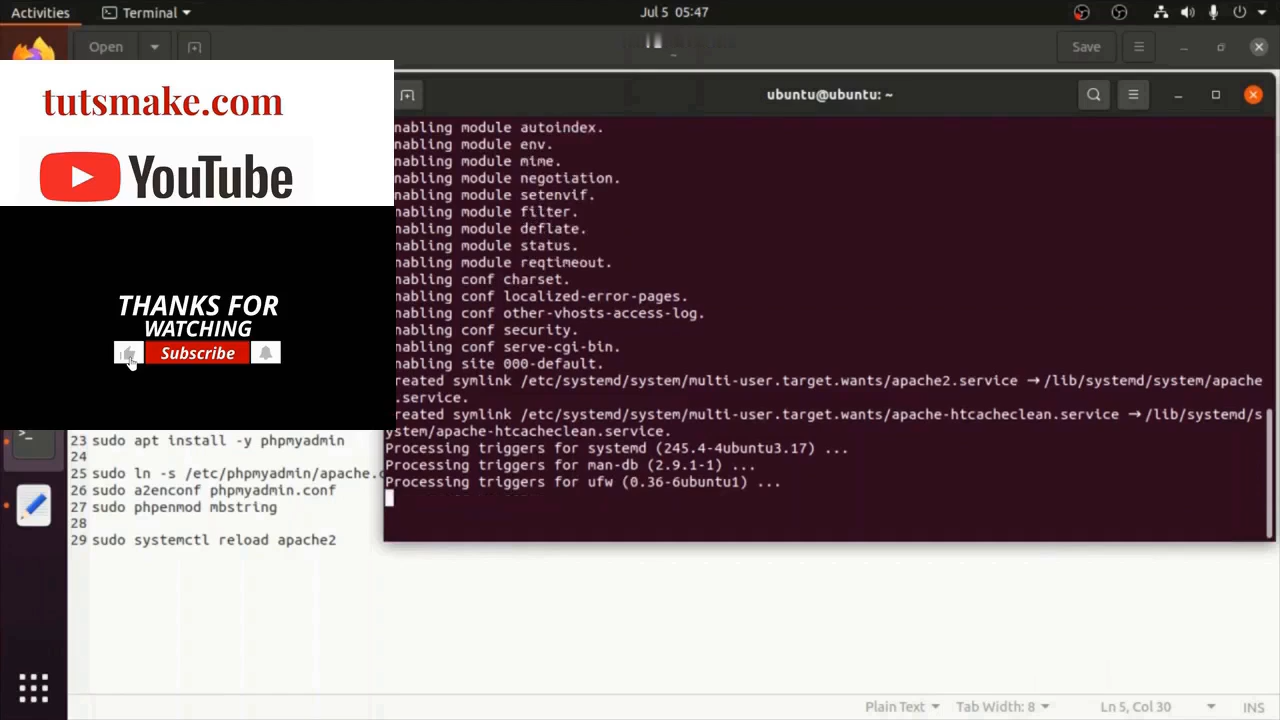 Activities
Terminal
Jul 5 05:47
Open
Save
tutsmake.com
YouTube
THANKS FOR
WATCHING
Subscribe
ubuntu@ubuntu: ~
nabling module autoindex.
nabling module env.
nabling module mime.
nabling module negotiation.
nabling module setenvif.
nabling module filter.
nabling module deflate.
nabling module status.
nabling module reqtimeout.
nabling conf charset.
nabling conf localized-error-pages.
nabling conf other-vhosts-access-log.
nabling conf security.
nabling conf serve-cgi-bin.
nabling site 000-default.
reated symlink /etc/systemd/system/multi-user.target.wants/apache2.service → /lib/systemd/system/apache
.service.
reated symlink /etc/systemd/system/multi-user.target.wants/apache-htcacheclean.service → /lib/systemd/s
ystem/apache-htcacheclean.service.
Processing triggers for systemd (245.4-4ubuntu3.17) ...
Processing triggers for man-db (2.9.1-1) ...
Processing triggers for ufw (0.36-6ubuntu1) ...
23 sudo apt install -y phpmyadmin
24
25 sudo ln -s /etc/phpmyadmin/apache.c
26 sudo a2enconf phpmyadmin.conf
27 sudo phpenmod mbstring
28
29 sudo systemctl reload apache2
Plain Text
Tab Width: 8
Ln 5, Col 30
INS